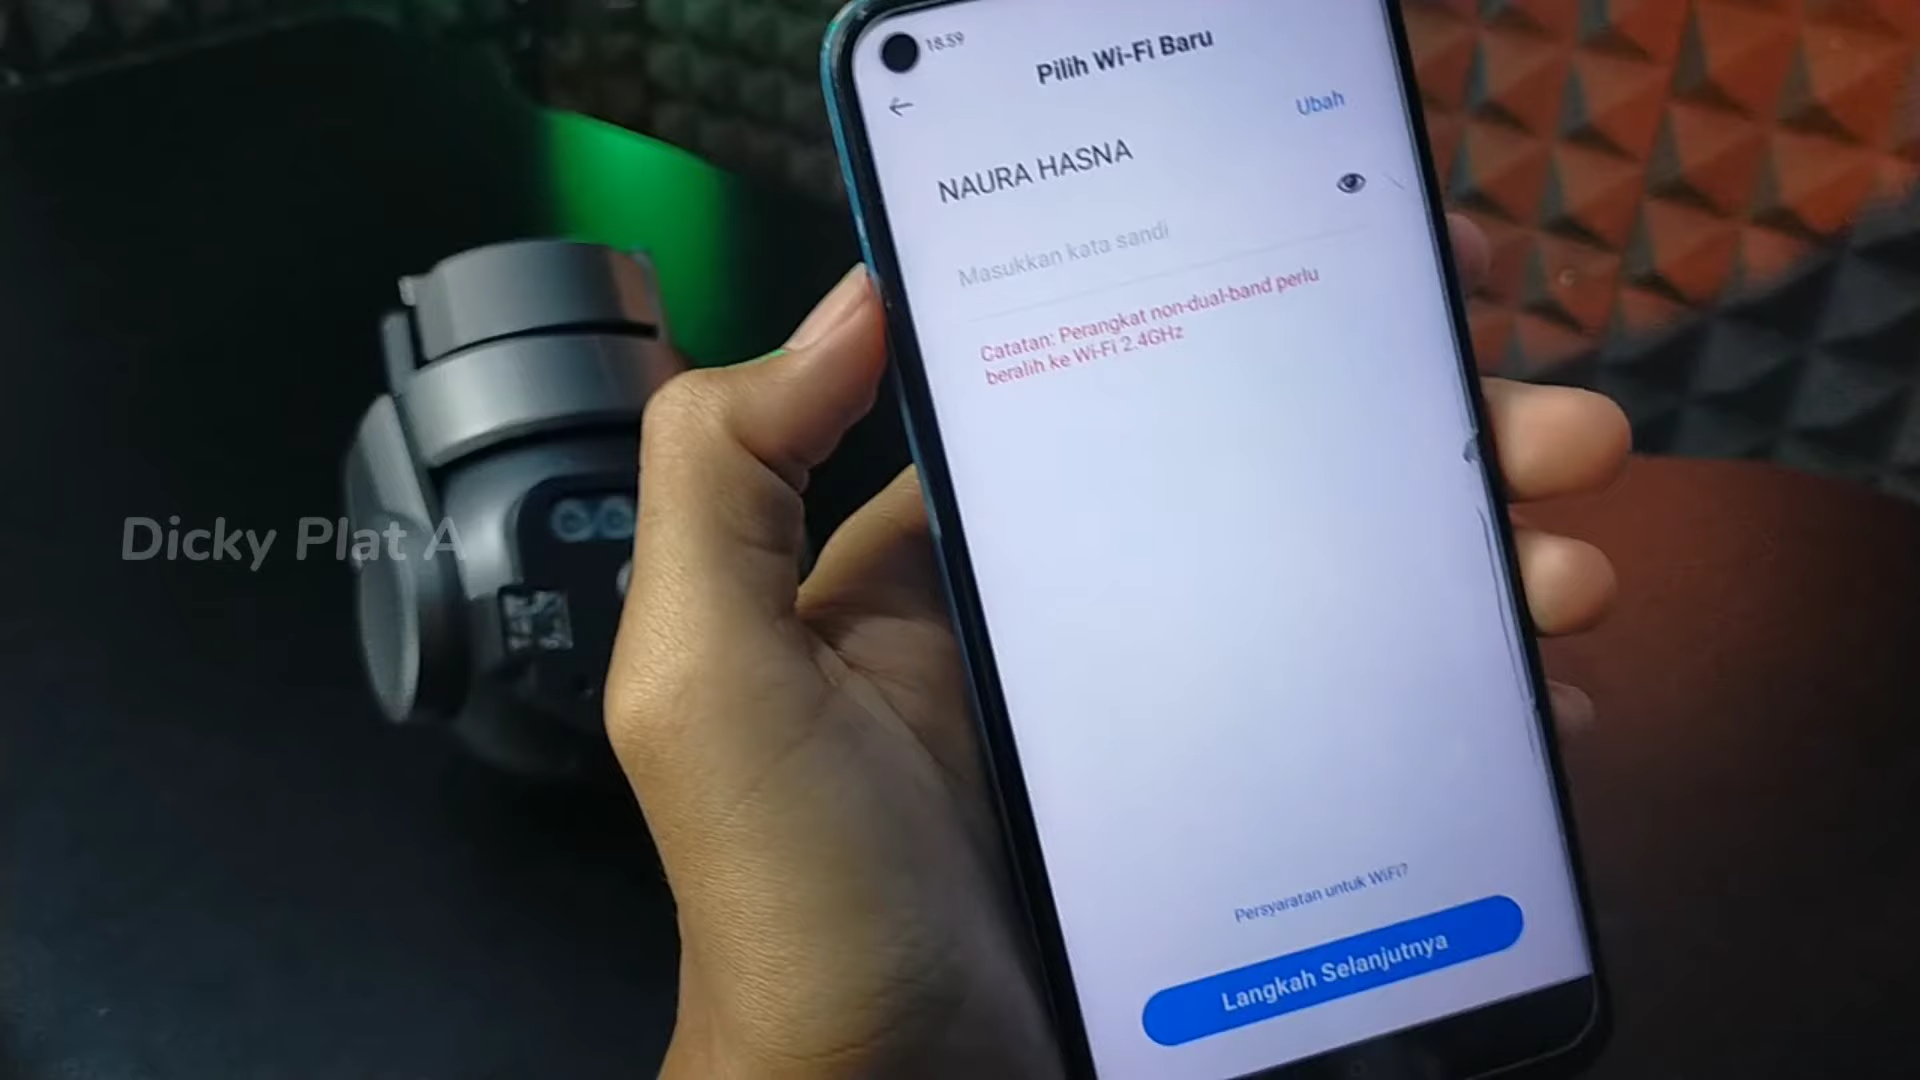 18.59
Pilih Wi-Fi Baru
Ubah
NAURA HASNA
Masukkan kata sandi
Catatan: Perangkat non-dual-band perlu
beralih ke Wi-Fi 2.4GHz
Dicky Plat A
Persyaratan untuk WiFi?
Langkah Selanjutnya